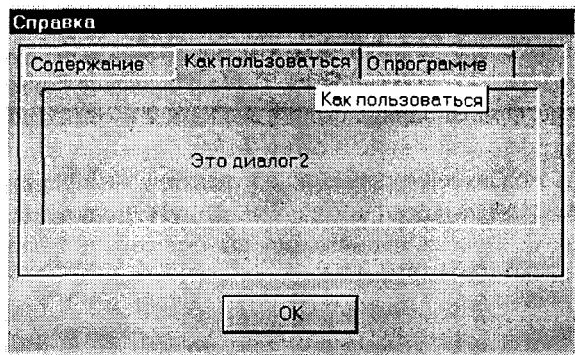 Справка
Содержание Как пользоваться О программе
Как пользоваться
Это диалог2
OK